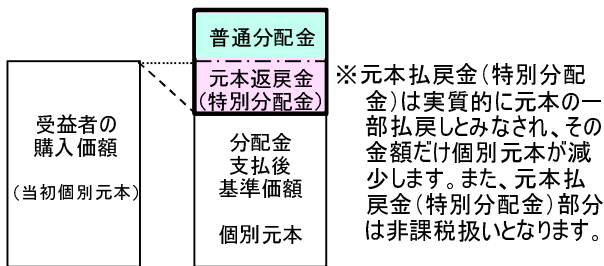 普通分配金
元本返戻金
(特別分配金)
受益者の
購入価額
(当初個別元本)
分配金
支払後
基準価額
個別元本
※元本払戻金(特別分配
金)は実質的に元本の一
部払戻しとみなされ、その
金額だけ個別元本が減
少します。また、元本払
戻金(特別分配金)部分
は非課税扱いとなります。